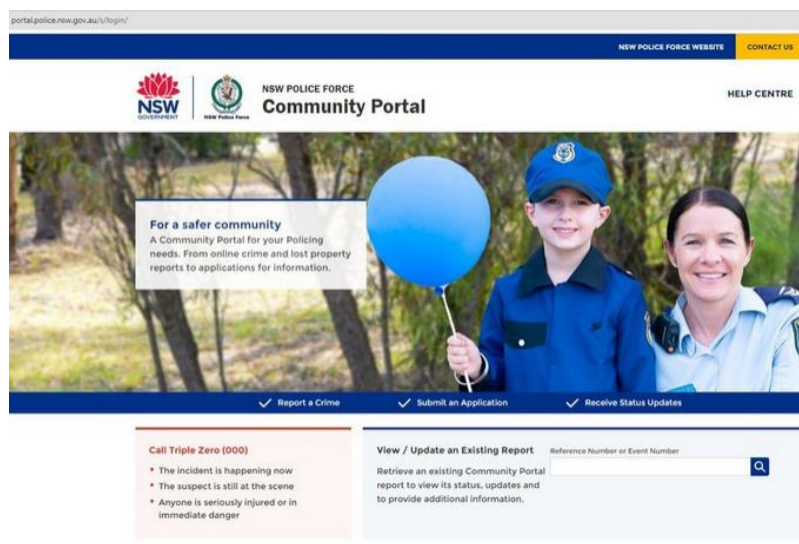 portal.police.nsw.gov.au/s/login/
NSW POLICE FORCE WEBSITE
CONTACT US
NSW
GOVERNMENT
NSW Police Force
NSW POLICE FORCE
Community Portal
HELP CENTRE
For a safer community
A Community Portal for your Policing
needs. From online crime and lost property
reports to applications for information.
Report a Crime
Submit an Application
Receive Status Updates
Call Triple Zero (000)
The incident is happening now
The suspect is still at the scene
Anyone is seriously injured or in
immediate danger
View / Update an Existing Report
Retrieve an existing Community Portal
report to view its status, updates and
to provide additional information.
Reference Number or Event Number